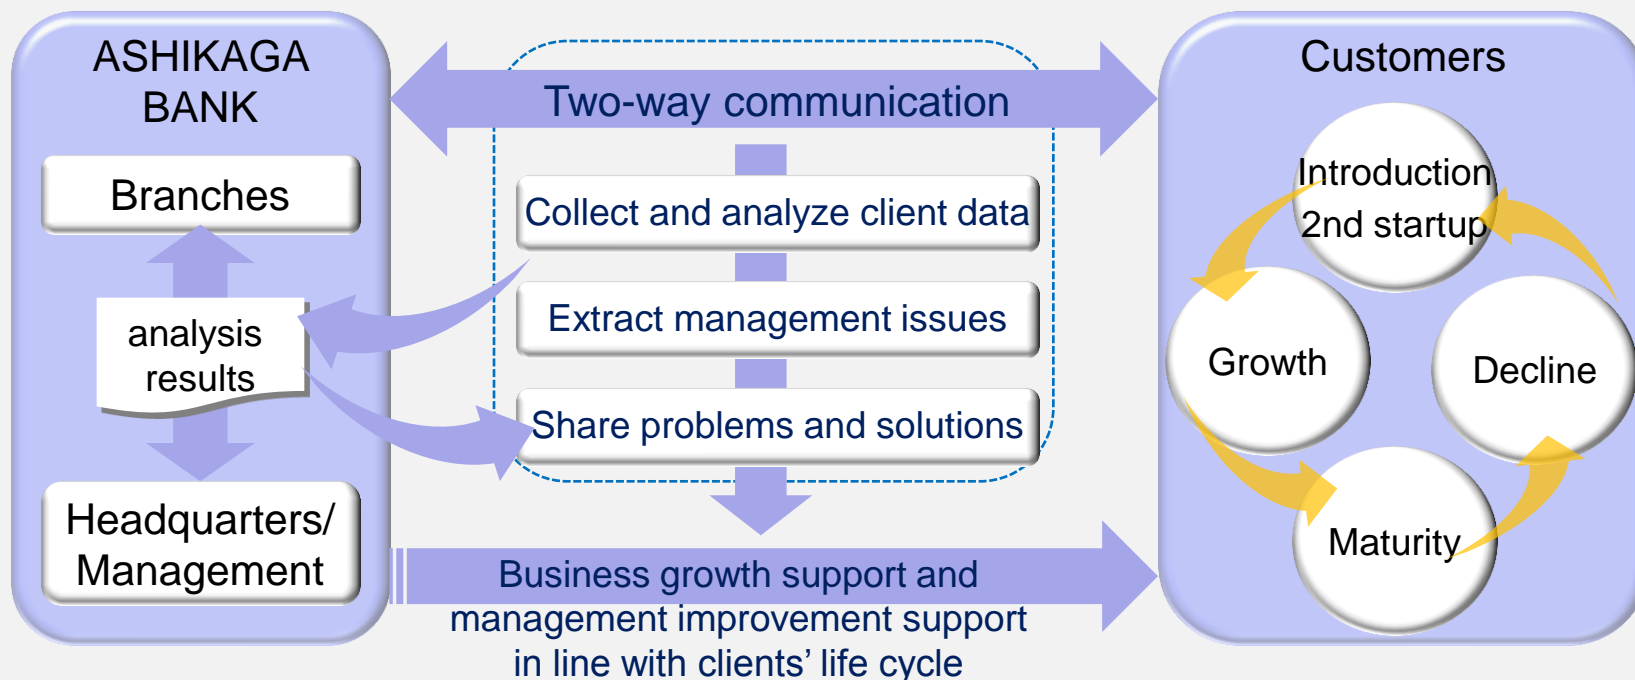 ASHIKAGA
BANK
Branches
analysis
results
Headquarters/
Management
Two-way communication
Collect and analyze client data
Extract management issues
Share problems and solutions
Business growth support and
management improvement support
in line with clients’ life cycle
Customers
Introduction
2nd startup
Growth
Decline
Maturity